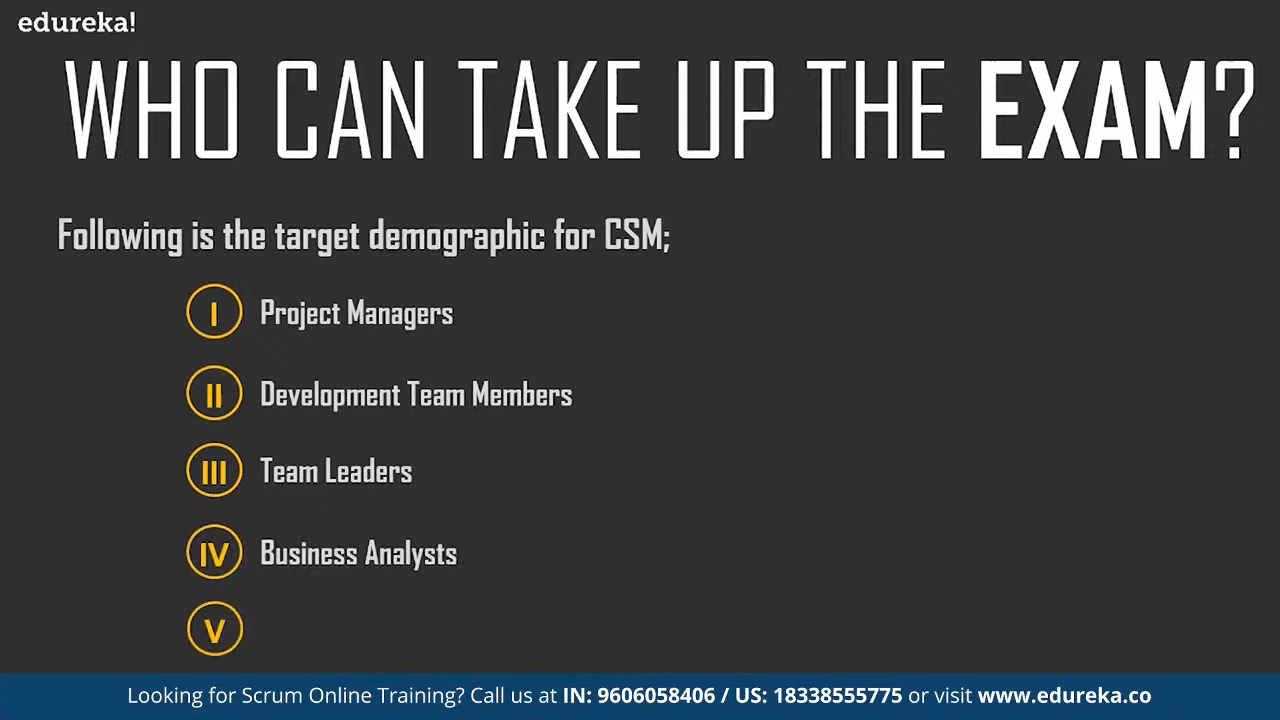 edureka!
WHO CAN TAKE UP THE EXAM?
Following is the target demographic for CSM;
I Project Managers
II Development Team Members
III Team Leaders
IV Business Analysts
V
Looking for Scrum Online Training? Call us at IN: 9606058406 / US: 18338555775 or visit www.edureka.co